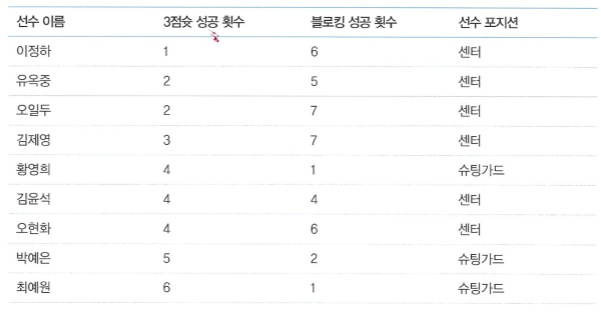 선수 이름 3점슛 성공 횟수 블로킹 성공 횟수 선수 포지션
이정하 1 6 센터
유옥중 2 5 센터
오일두 2 7 센터
김제영 3 7 센터
황영희 4 1 슈팅가드
김윤석 4 4 센터
오현화 4 6 센터
박예은 5 2 슈팅가드
최예원 6 1 슈팅가드